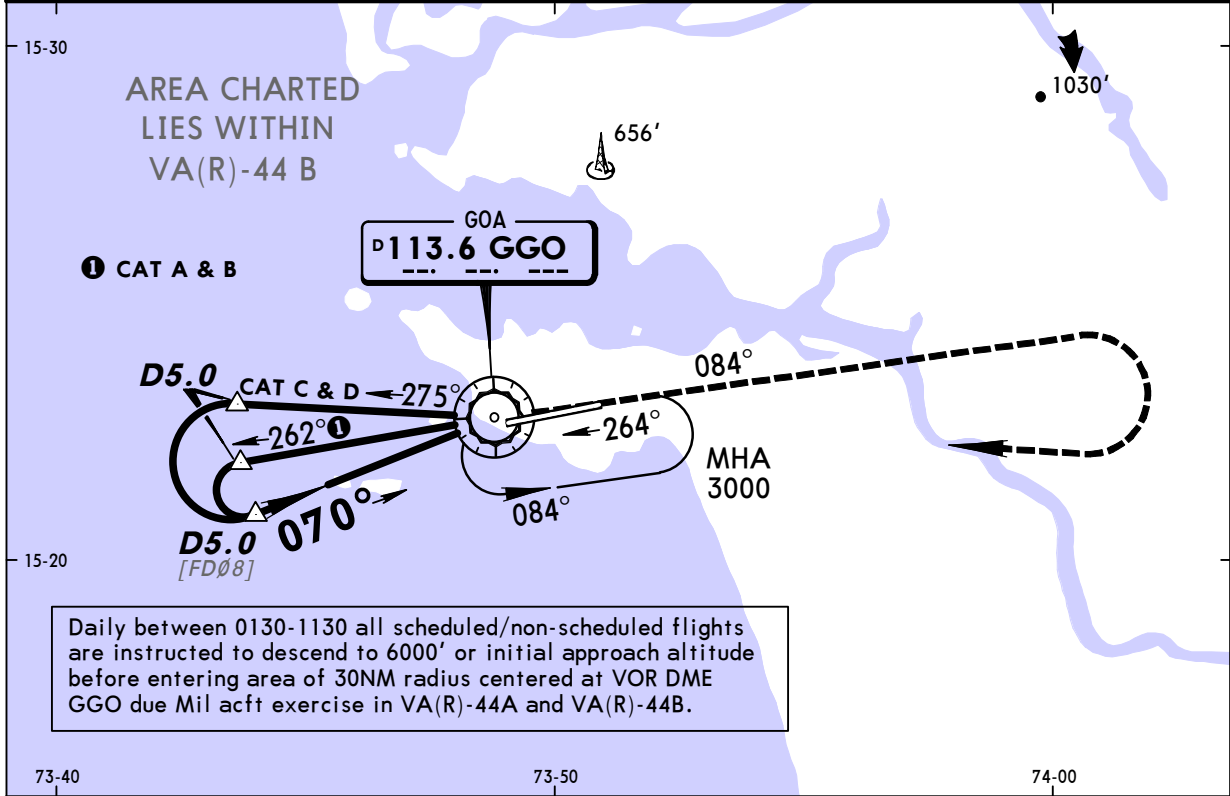 15-30
AREA CHARTED
LIES WITHIN
VA(R)-44 B
1030'
656'
GOA
D113.6 GGO
--· --· ---
❶ CAT A & B
084°
D5.0
CAT C & D
275°
262°❶
264°
MHA
3000
070°
084°
D5.0
[FDØ8]
15-20
Daily between 0130-1130 all scheduled/non-scheduled flights
are instructed to descend to 6000' or initial approach altitude
before entering area of 30NM radius centered at VOR DME
GGO due Mil acft exercise in VA(R)-44A and VA(R)-44B.
73-40
73-50
74-00